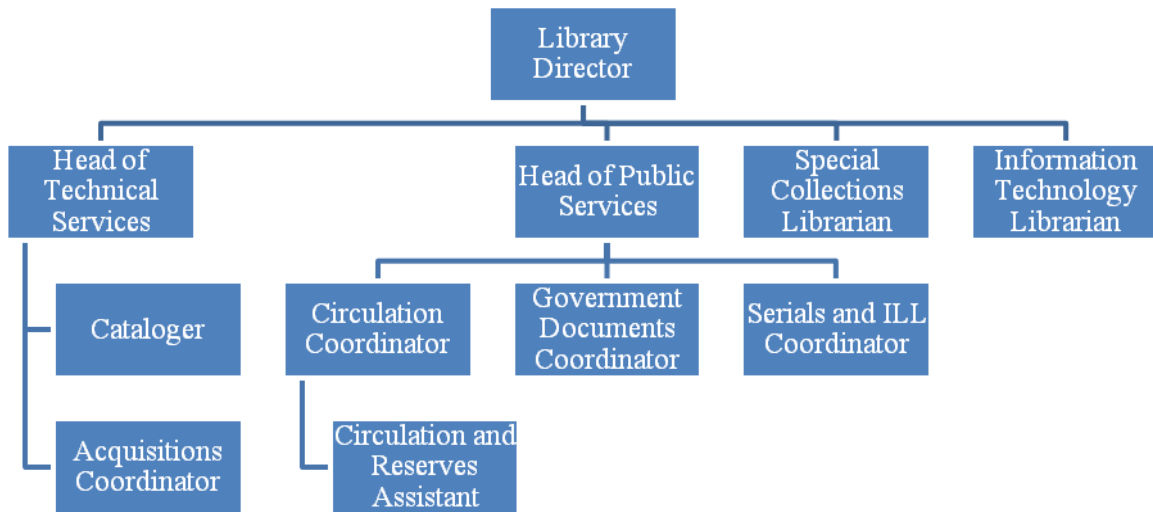 Library
Director
Head of
Technical
Services
Head of Public
Services
Special
Collections
Librarian
Information
Technology
Librarian
Cataloger
Circulation
Coordinator
Government
Documents
Coordinator
Serials and ILL
Coordinator
Acquisitions
Coordinator
Circulation and
Reserves
Assistant